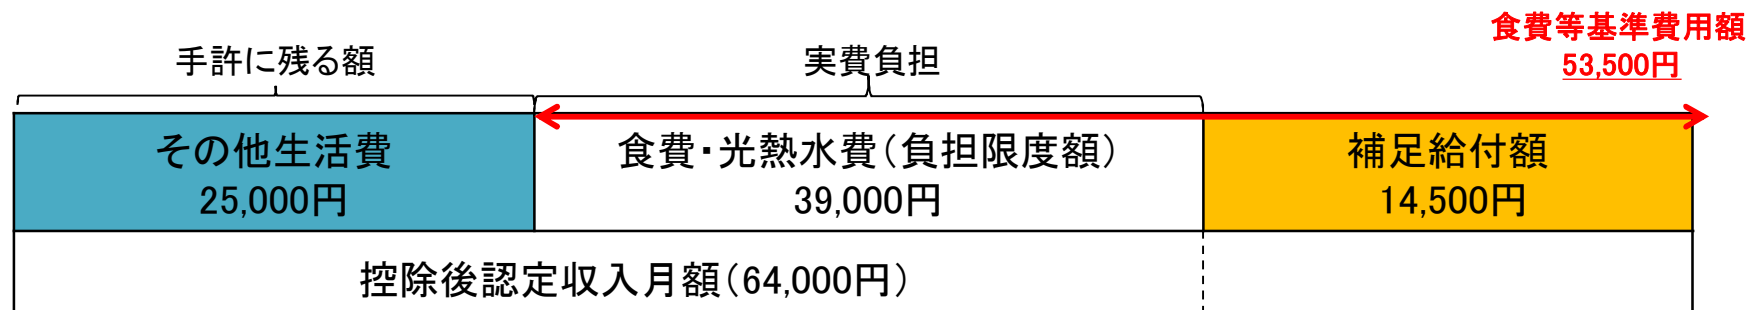 食費等基準費用額
53,500円
手許に残る額
実費負担
その他生活費
25,000円
食費・光熱水費（負担限度額）
39,000円
補足給付額
14,500円
控除後認定収入月額（64,000円）